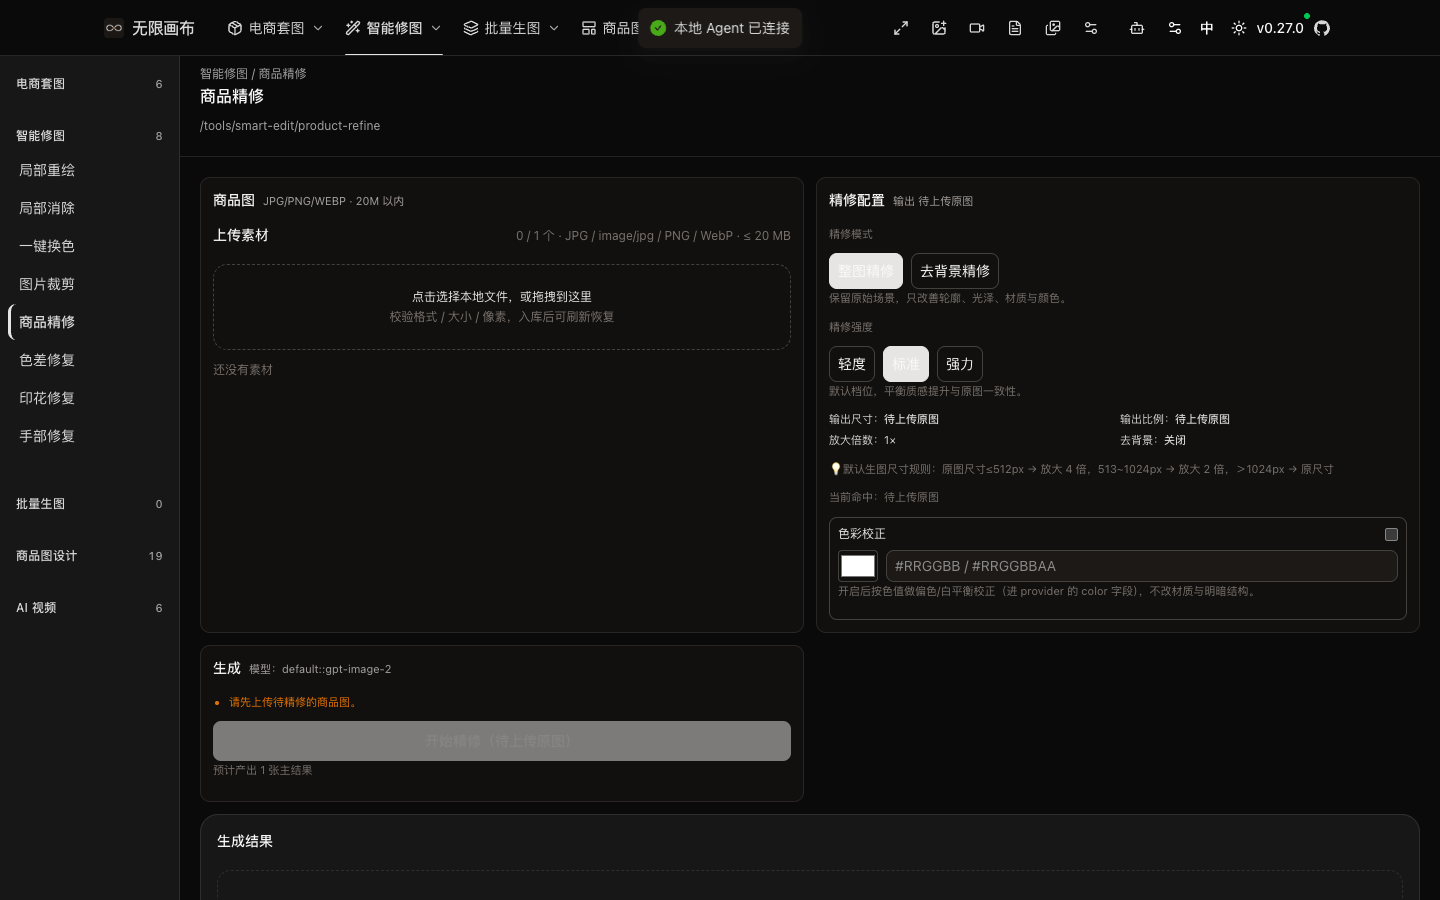 无限画布
电商套图
智能修图
批量生图
商品图
本地 Agent 已连接
中
v0.27.0
电商套图 6
智能修图 8
局部重绘
局部消除
一键换色
图片裁剪
商品精修
色差修复
印花修复
手部修复
批量生图 0
商品图设计 19
AI 视频 6
智能修图 / 商品精修
商品精修
/tools/smart-edit/product-refine
商品图 JPG/PNG/WEBP · 20M 以内
上传素材 0 / 1 个 · JPG / image/jpg / PNG / WebP · ≤ 20 MB
点击选择本地文件，或拖拽到这里
校验格式 / 大小 / 像素，入库后可刷新恢复
还没有素材
精修配置 输出 待上传原图
精修模式
整图精修 去背景精修
保留原始场景，只改善轮廓、光泽、材质与颜色。
精修强度
轻度 标准 强力
默认档位，平衡质感提升与原图一致性。
输出尺寸：待上传原图 输出比例：待上传原图
放大倍数：1× 去背景：关闭
💡默认生图尺寸规则：原图尺寸≤512px → 放大 4 倍，513~1024px → 放大 2 倍，＞1024px → 原尺寸
当前命中：待上传原图
色彩校正
#RRGGBB / #RRGGBBAA
开启后按色值做偏色/白平衡校正（进 provider 的 color 字段），不改材质与明暗结构。
生成 模型：default::gpt-image-2
• 请先上传待精修的商品图。
开始精修（待上传原图）
预计产出 1 张主结果
生成结果